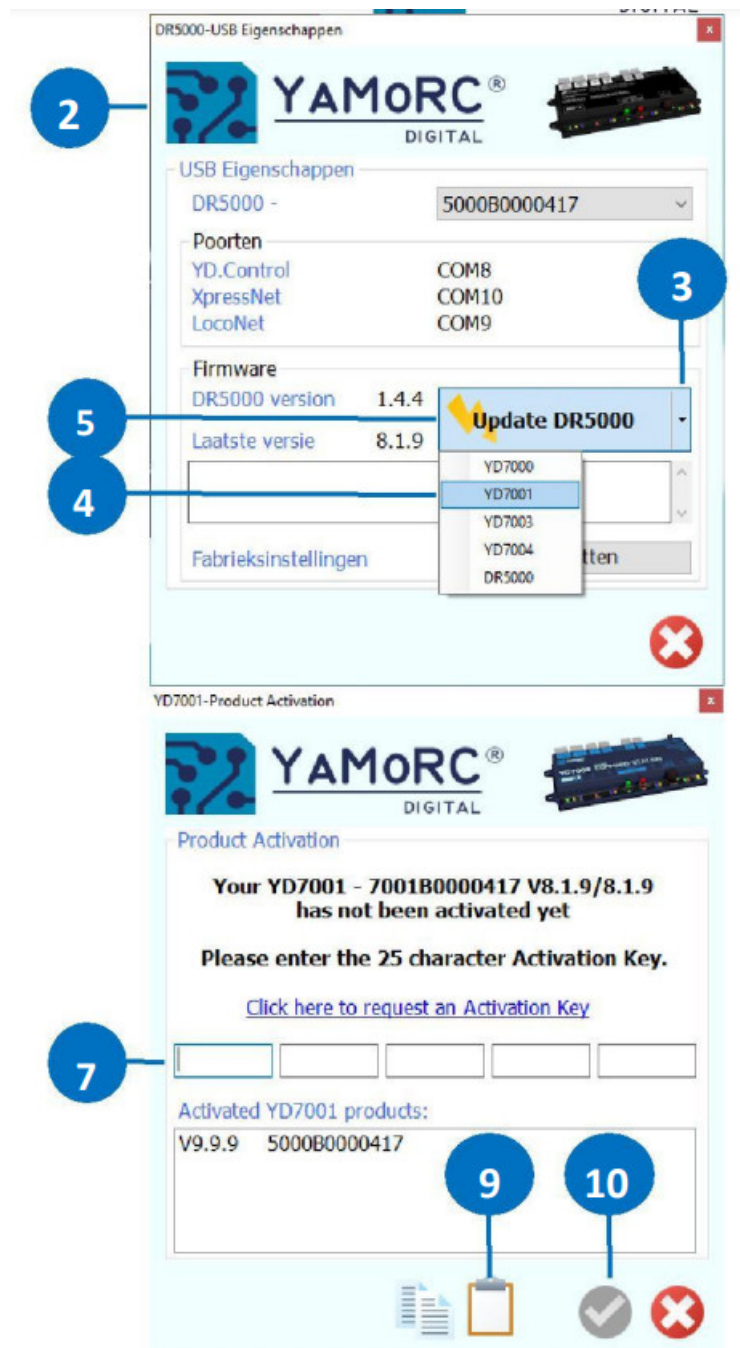 DR5000-USB Eigenschappen
x
2
YAMoRC®
DIGITAL
USB Eigenschappen
DR5000 - 5000B0000417
Poorten
YD.Control COM8
XpressNet COM10
LocoNet COM9
3
Firmware
DR5000 version 1.4.4
Update DR5000
5
Laatste versie 8.1.9
YD7000
YD7001
4
YD7003
YD7004
DR5000
Fabrieksinstellingen tten
YD7001-Product Activation
x
YAMoRC®
DIGITAL
Product Activation
Your YD7001 - 7001B0000417 V8.1.9/8.1.9
has not been activated yet
Please enter the 25 character Activation Key.
Click here to request an Activation Key
7
Activated YD7001 products:
V9.9.9 5000B0000417
9
10